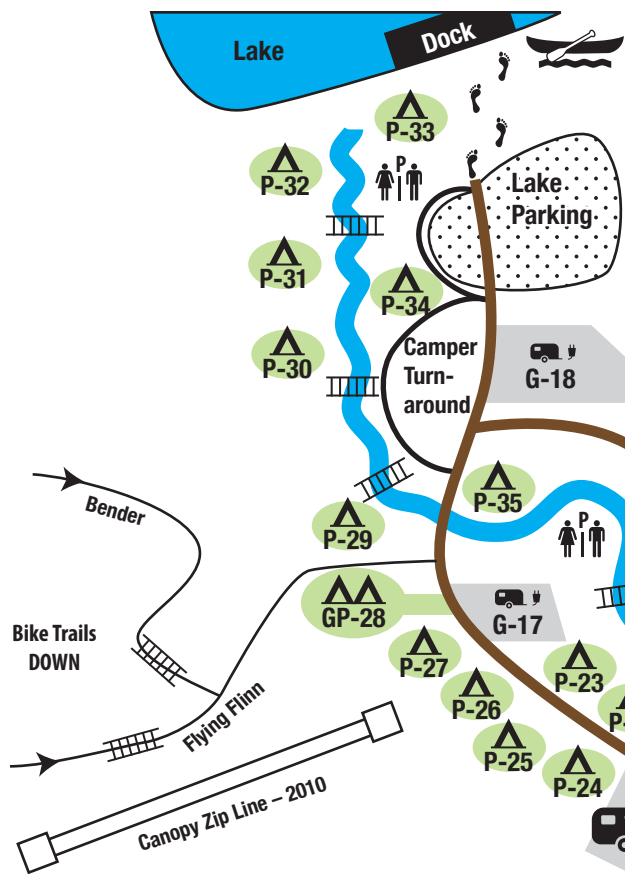 Lake
Dock
P-33
P
P-32
Lake
Parking
P-31
P-34
Camper
Turn-
around
G-18
P-30
Bender
P-35
P-29
P
GP-28
G-17
Bike Trails
DOWN
P-27
P-23
P-26
Flying Flinn
P-25
P-24
Canopy Zip Line – 2010